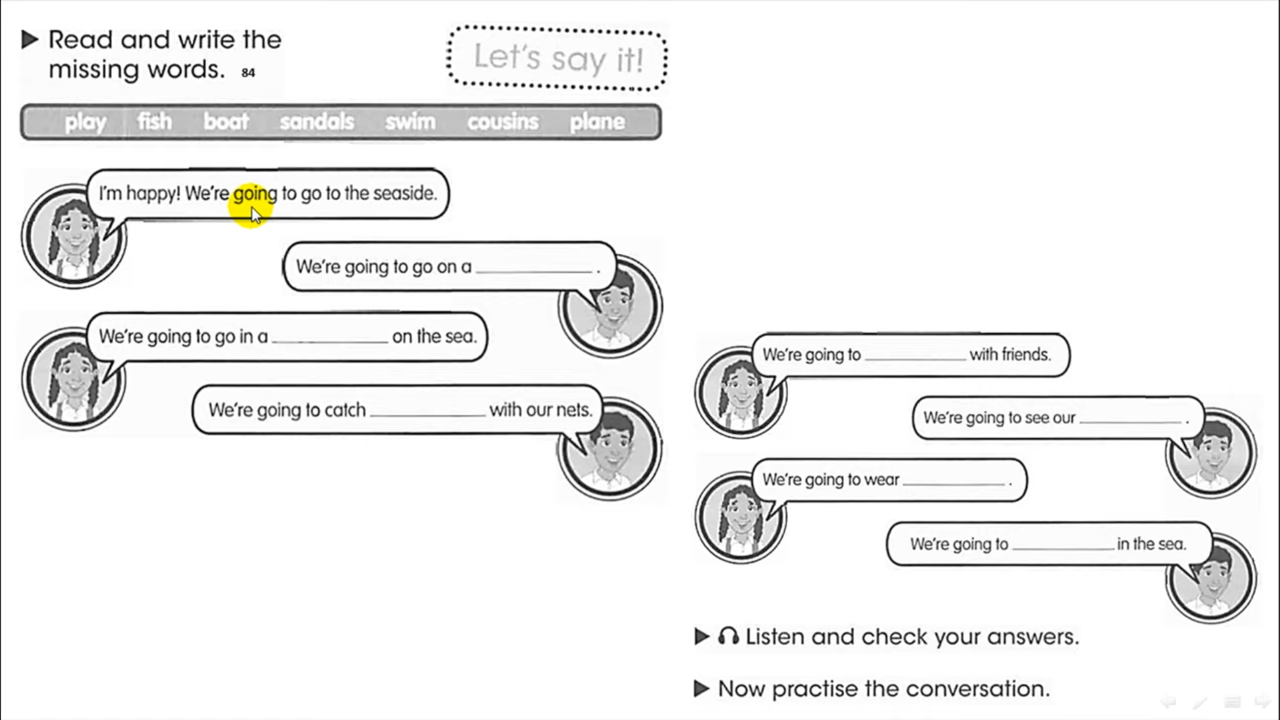 Read and write the
missing words. 84
Let's say it!
play fish boat sandals swim cousins plane
I'm happy! We're going to go to the seaside.
We're going to go on a ____________ .
We're going to go in a ____________ on the sea.
We're going to catch ____________ with our nets.
We're going to ____________ with friends.
We're going to see our ____________ .
We're going to wear ____________ .
We're going to ____________ in the sea.
Listen and check your answers.
Now practise the conversation.